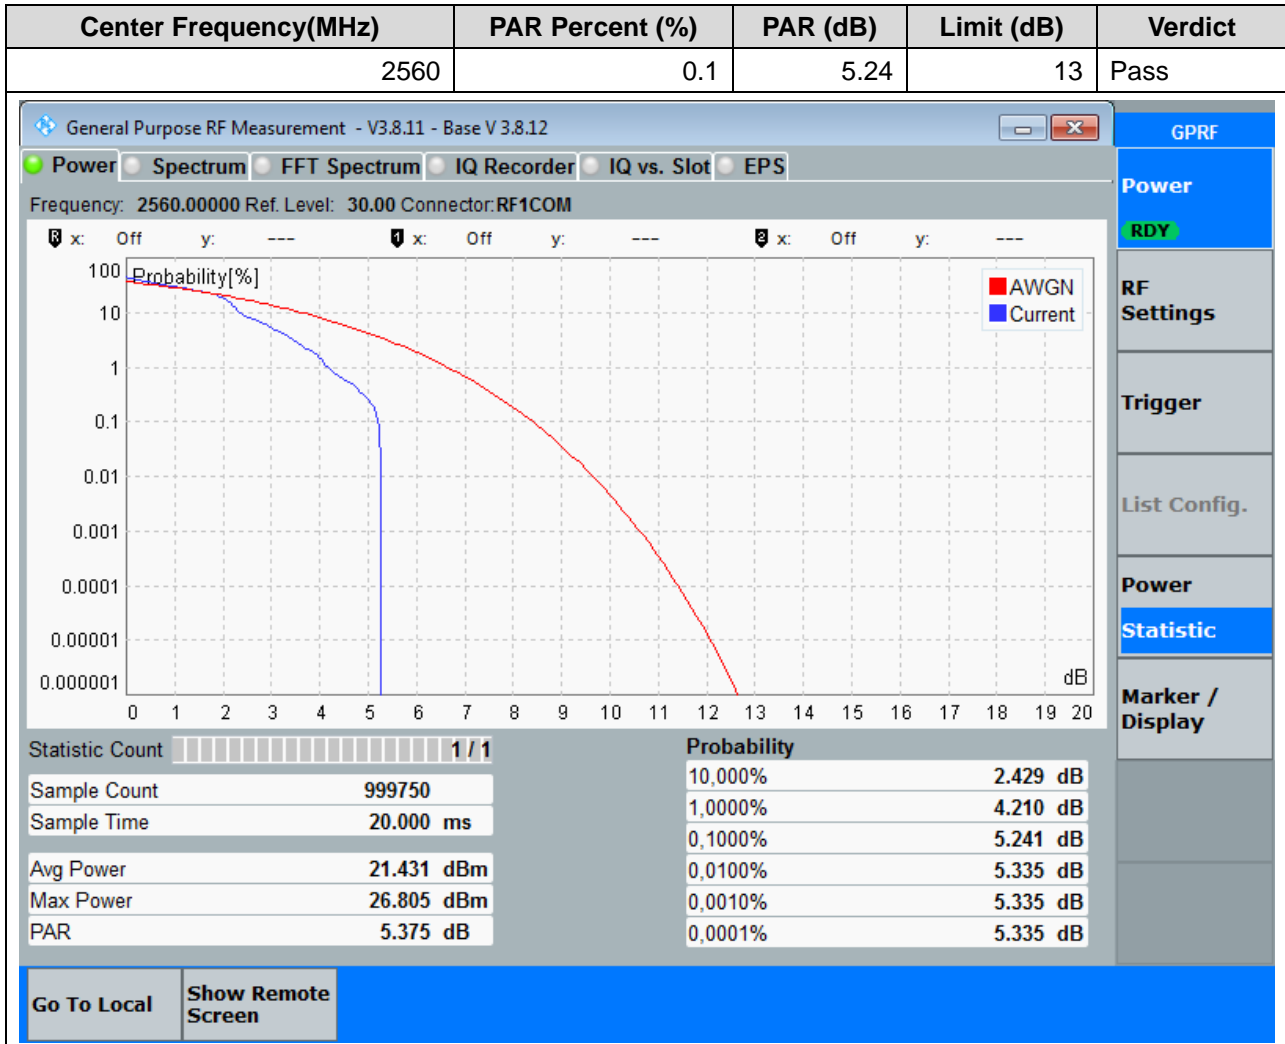 Center Frequency(MHz) PAR Percent (%) PAR (dB) Limit (dB) Verdict
2560 0.1 5.24 13 Pass
General Purpose RF Measurement - V3.8.11 - Base V 3.8.12
GPRF
Power Spectrum FFT Spectrum IQ Recorder IQ vs. Slot EPS
Frequency: 2560.00000 Ref. Level: 30.00 Connector:RF1COM
R x: Off y: --- 1 x: Off y: --- 2 x: Off y: ---
Power
RDY
RF
Settings
Trigger
List Config.
Power
Statistic
Marker /
Display
Probability[%]
AWGN
Current
100
10
1
0.1
0.01
0.001
0.0001
0.00001
0.000001
dB
0 1 2 3 4 5 6 7 8 9 10 11 12 13 14 15 16 17 18 19 20
Statistic Count 1 / 1
Sample Count 999750
Sample Time 20.000 ms
Avg Power 21.431 dBm
Max Power 26.805 dBm
PAR 5.375 dB
Probability
10,000% 2.429 dB
1,0000% 4.210 dB
0,1000% 5.241 dB
0,0100% 5.335 dB
0,0010% 5.335 dB
0,0001% 5.335 dB
Go To Local
Show Remote
Screen